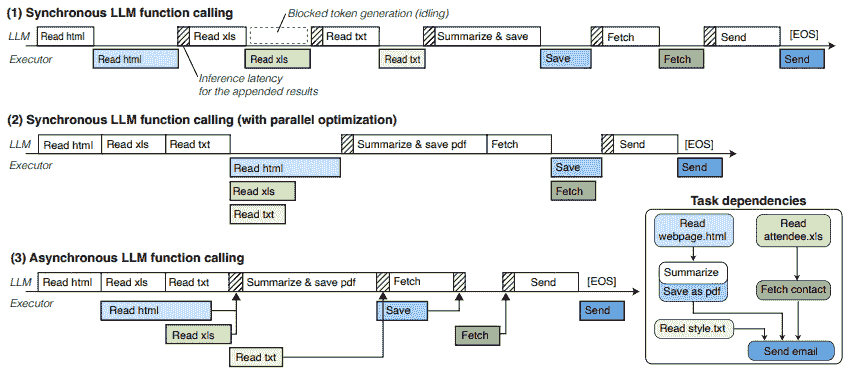 (1) Synchronous LLM function calling
Blocked token generation (idling)
LLM Read html Read xls Read txt Summarize & save Fetch Send [EOS]
Executor Read html Read xls Read txt Save Fetch Send
Inference latency
for the appended results
(2) Synchronous LLM function calling (with parallel optimization)
LLM Read html Read xls Read txt Summarize & save pdf Fetch Send [EOS]
Executor Read html Save Send
Read xls Fetch
Read txt
(3) Asynchronous LLM function calling
LLM Read html Read xls Read txt Summarize & save pdf Fetch Send [EOS]
Executor Read html Save Send
Read xls Fetch
Read txt
Task dependencies
Read
webpage.html
Read
attendee.xls
Summarize
Save as pdf
Fetch contact
Read style.txt
Send email